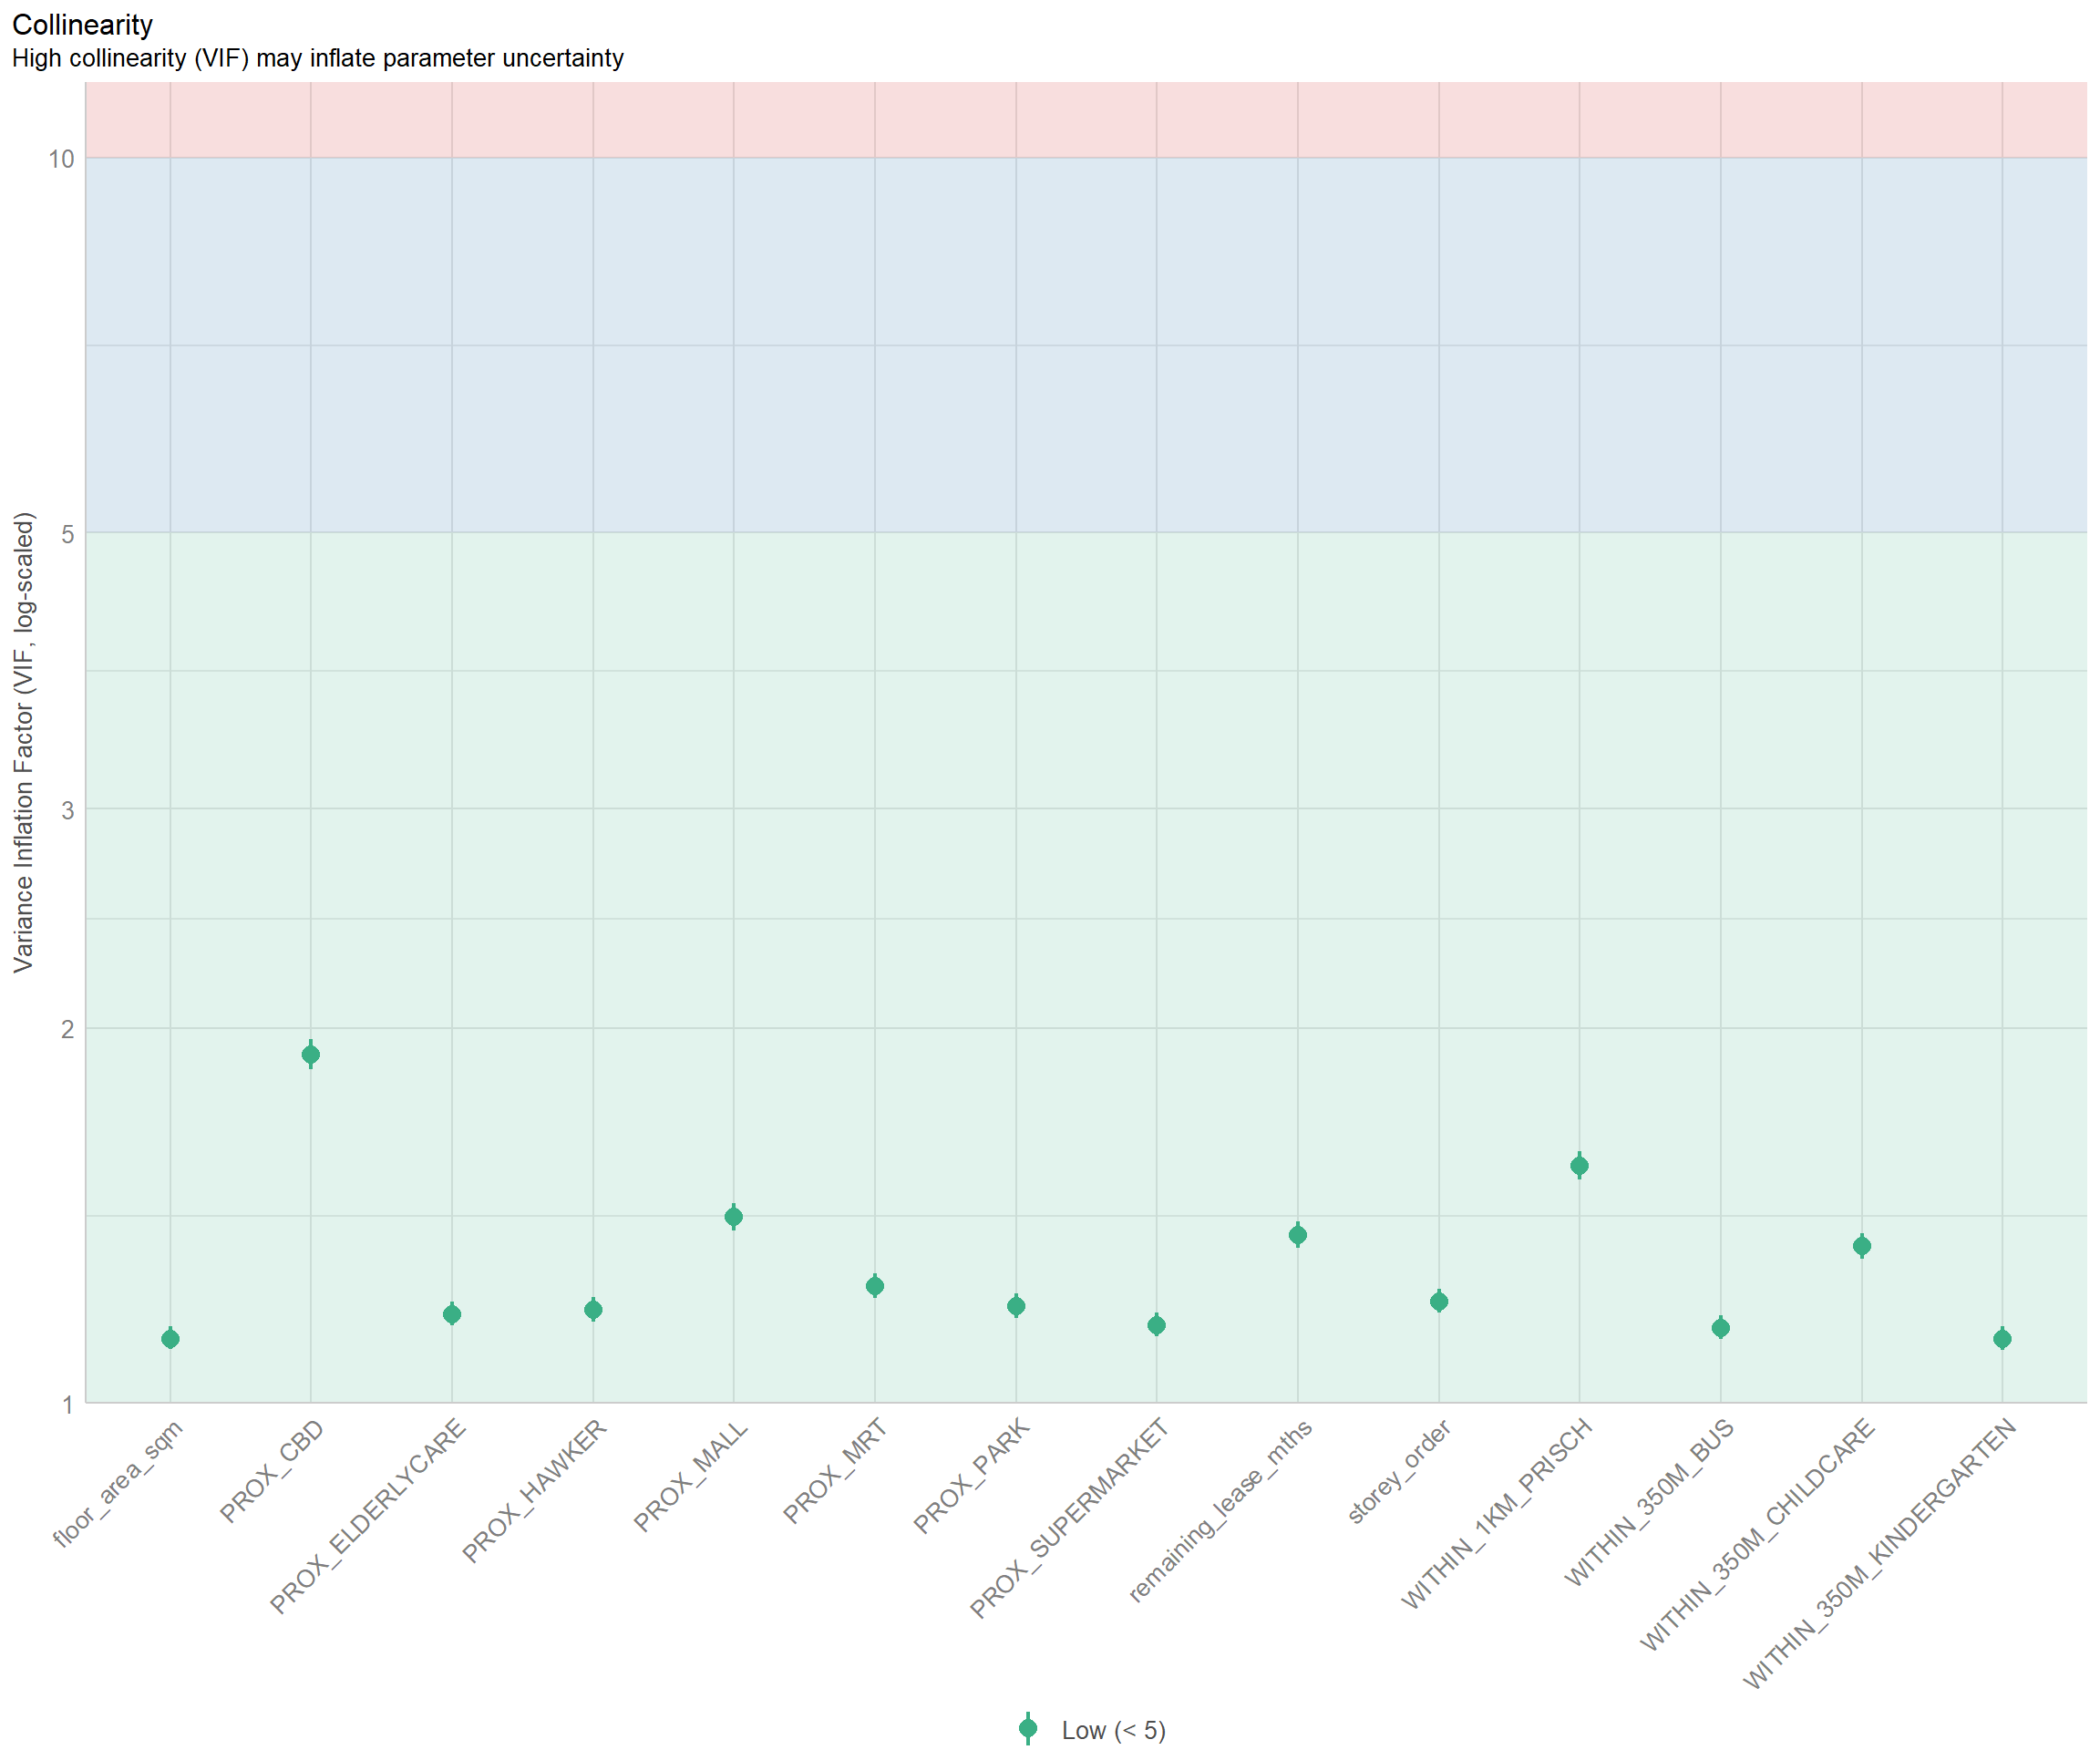 Collinearity
High collinearity (VIF) may inflate parameter uncertainty
Variance Inflation Factor (VIF, log-scaled)
10
5
3
2
1
floor_area_sqm
PROX_CBD
PROX_ELDERLYCARE
PROX_HAWKER
PROX_MALL
PROX_MRT
PROX_PARK
PROX_SUPERMARKET
remaining_lease_mths
storey_order
WITHIN_1KM_PRISCH
WITHIN_350M_BUS
WITHIN_350M_CHILDCARE
WITHIN_350M_KINDERGARTEN
Low (< 5)